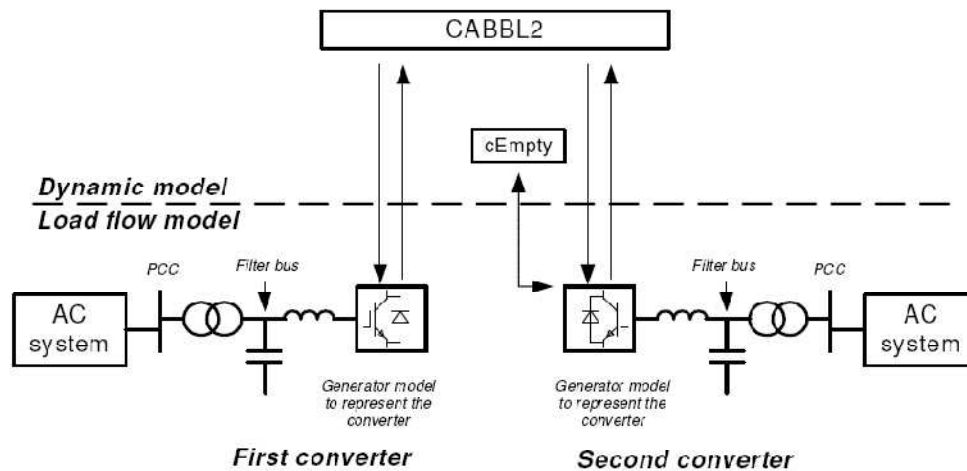 CABBL2
cEmpty
Dynamic model
Load flow model
PCC
Filter bus
Filter bus
PCC
AC
system
AC
system
Generator model
to represent the
converter
Generator model
to represent the
converter
First converter
Second converter